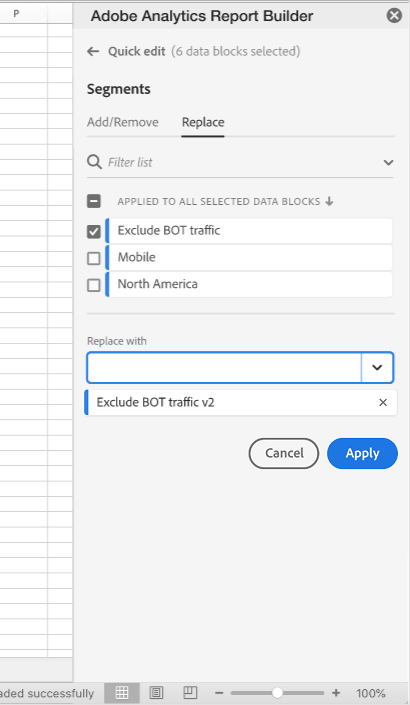 P
Adobe Analytics Report Builder
Quick edit (6 data blocks selected)
Segments
Add/Remove Replace
Filter list
APPLIED TO ALL SELECTED DATA BLOCKS
Exclude BOT traffic
Mobile
North America
Replace with
Exclude BOT traffic v2
Cancel Apply
aded successfully 100%